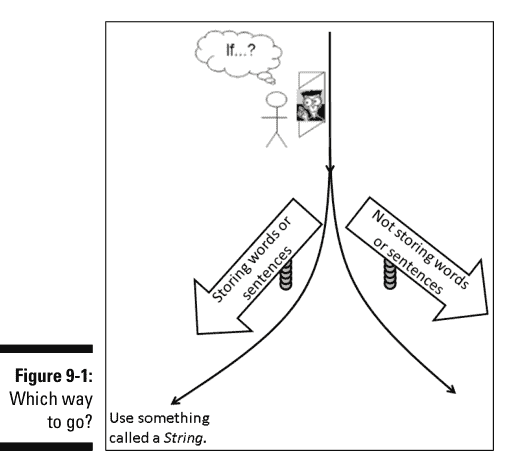 If...?
Storing words or
sentences
Not storing words
or sentences
Figure 9-1:
Which way
to go?
Use something
called a String.